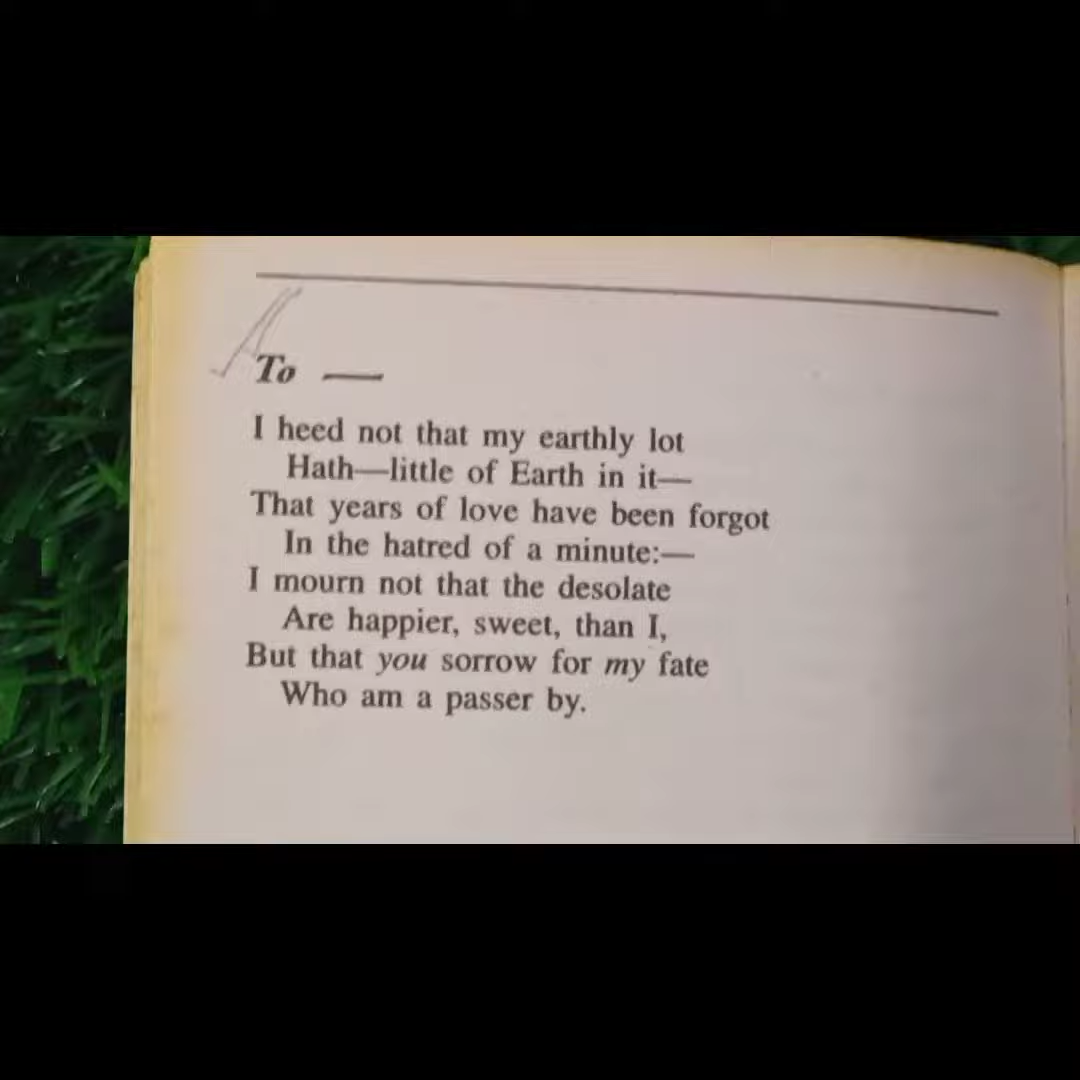 To —
I heed not that my earthly lot
Hath—little of Earth in it—
That years of love have been forgot
In the hatred of a minute:—
I mourn not that the desolate
Are happier, sweet, than I,
But that you sorrow for my fate
Who am a passer by.